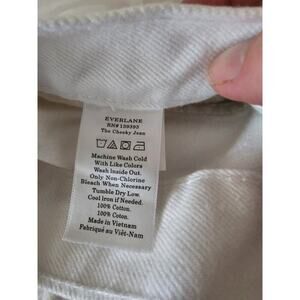 EVERLANE
RN# 139393
The Cheeky Jean
Machine Wash Cold
With Like Colors
Wash Inside Out.
Only Non-Chlorine
Bleach When Necessary
Tumble Dry Low.
Cool Iron if Needed.
100% Cotton.
100% Coton.
Made in Vietnam
Fabriqué au Viêt-Nam